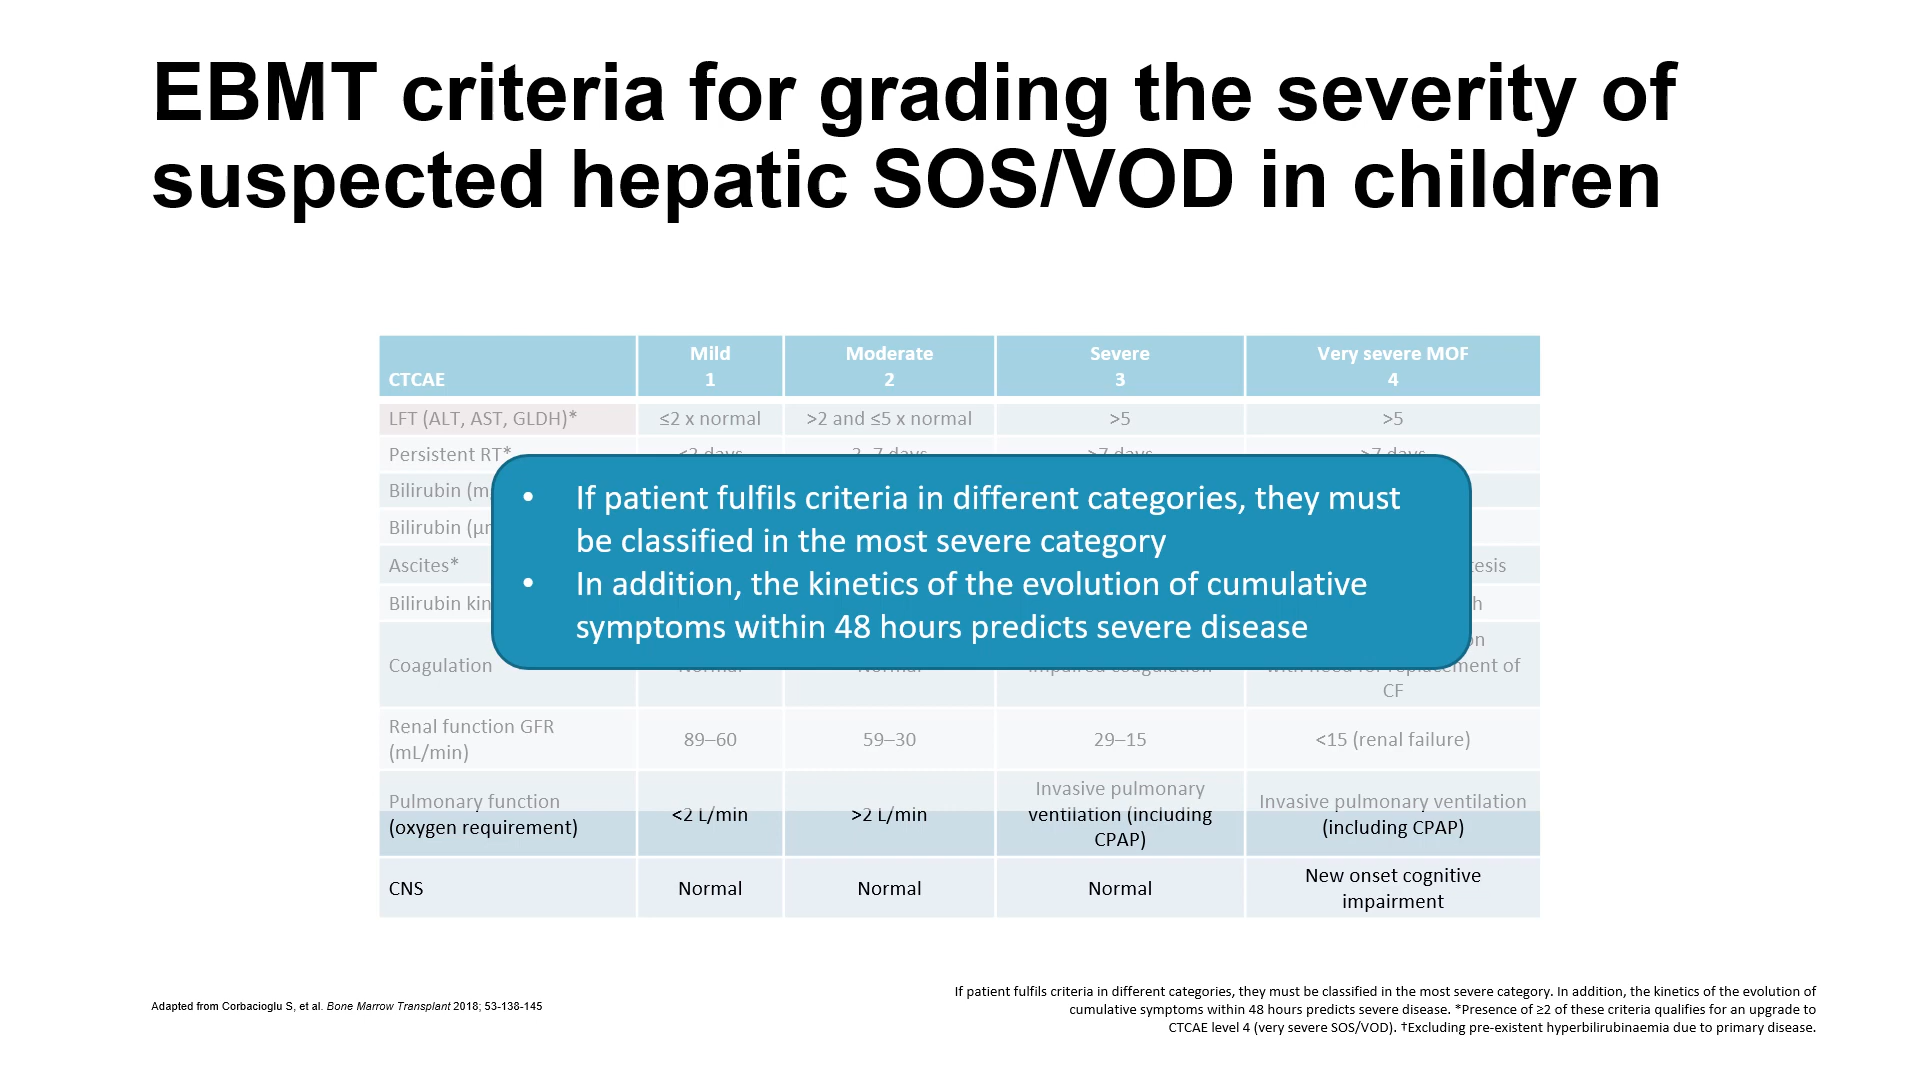 EBMT criteria for grading the severity of
suspected hepatic SOS/VOD in children
CTCAE
Mild
1
Moderate
2
Severe
3
Very severe MOF
4
LFT (ALT, AST, GLDH)*
≤2 x normal
>2 and ≤5 x normal
>5
>5
Persistent RT*
<3 days
3–7 days
>7 days
>7 days
• If patient fulfils criteria in different categories, they must
be classified in the most severe category
• In addition, the kinetics of the evolution of cumulative
symptoms within 48 hours predicts severe disease
Bilirubin
Bilirubin
Ascites*
Bilirubin
Coagulation
Normal
Normal
impaired coagulation
with need for replacement of
CF
Renal function GFR
(mL/min)
89–60
59–30
29–15
<15 (renal failure)
Pulmonary function
(oxygen requirement)
<2 L/min
>2 L/min
Invasive pulmonary
ventilation (including
CPAP)
Invasive pulmonary ventilation
(including CPAP)
CNS
Normal
Normal
Normal
New onset cognitive
impairment
Adapted from Corbacioglu S, et al. Bone Marrow Transplant 2018; 53-138-145
If patient fulfils criteria in different categories, they must be classified in the most severe category. In addition, the kinetics of the evolution of
cumulative symptoms within 48 hours predicts severe disease. *Presence of ≥2 of these criteria qualifies for an upgrade to
CTCAE level 4 (very severe SOS/VOD). †Excluding pre-existent hyperbilirubinaemia due to primary disease.